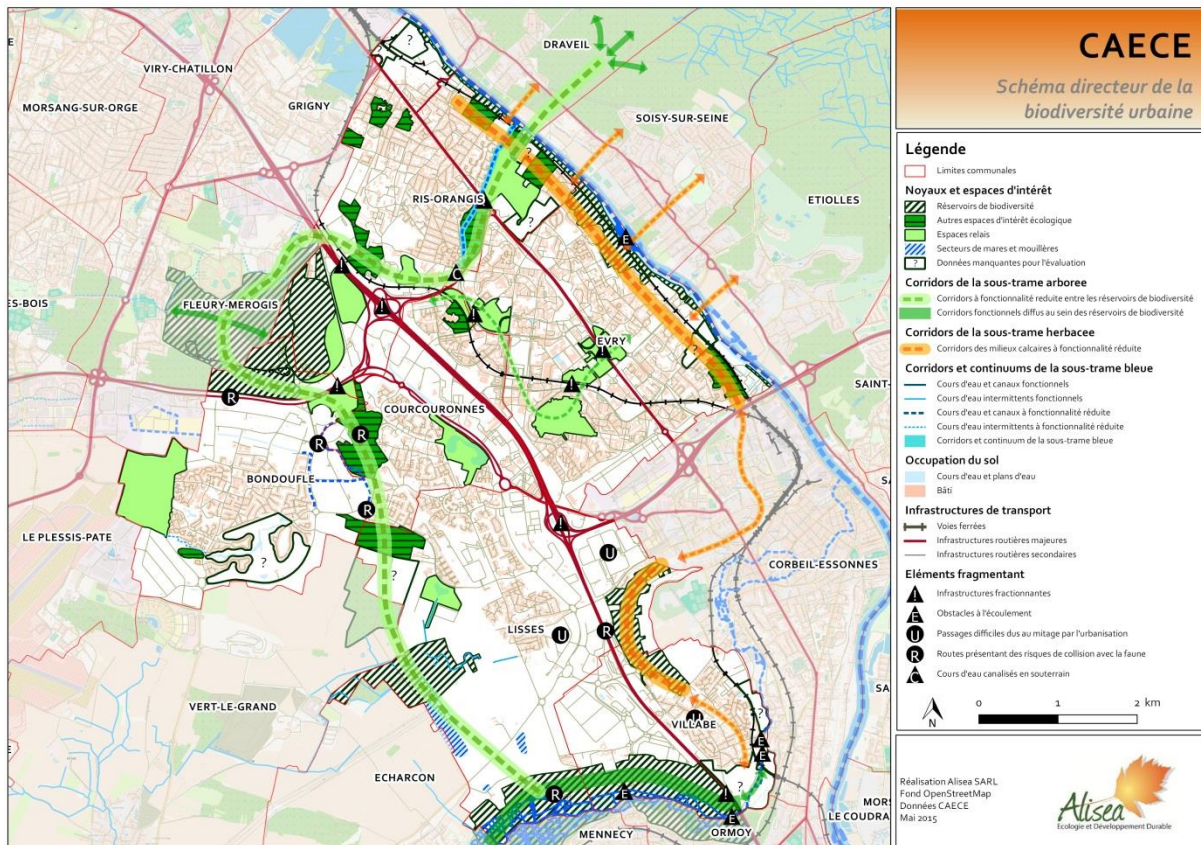 CAECE
Schéma directeur de la
biodiversité urbaine
Légende
Limites communales
Noyaux et espaces d'intérêt
Réservoirs de biodiversité
Autres espaces d'intérêt écologique
Espaces relais
Secteurs de mares et mouillères
? Données manquantes pour l'évaluation
Corridors de la sous-trame arboree
Corridors à fonctionnalité reduite entre les réservoirs de biodiversité
Corridors fonctionnels diffus au sein des réservoirs de biodiversité
Corridors de la sous-trame herbacee
Corridors des milieux calcaires à fonctionnalité réduite
Corridors et continuums de la sous-trame bleue
Cours d'eau et canaux fonctionnels
Cours d'eau intermittents fonctionnels
Cours d'eau et canaux à fonctionnalité réduite
Cours d'eau intermittents à fonctionnalité réduite
Corridors et continuum de la sous-trame bleue
Occupation du sol
Cours d'eau et plans d'eau
Bâti
Infrastructures de transport
Voies ferrées
Infrastructures routières majeures
Infrastructures routières secondaires
Eléments fragmentant
! Infrastructures fractionnantes
E Obstacles à l'écoulement
U Passages difficiles dus au mitage par l'urbanisation
R Routes présentant des risques de collision avec la faune
C Cours d'eau canalisés en souterrain
N
0 1 2 km
Réalisation Alisea SARL
Fond OpenStreetMap
Données CAECE
Mai 2015
Alisea
Ecologie et Développement Durable
DRAVEIL
VIRY-CHATILLON
GRIGNY
MORSANG-SUR-ORGE
SOISY-SUR-SEINE
RIS-ORANGIS
ETIOLLES
ES-BOIS
FLEURY-MEROGIS
EVRY
SAINT-
COURCOURONNES
BONDOUFLE
LE PLESSIS-PATE
CORBEIL-ESSONNES
LISSES
VERT-LE-GRAND
VILLABE
ECHARCON
MENNECY
ORMOY
MORS
LE COUDRA